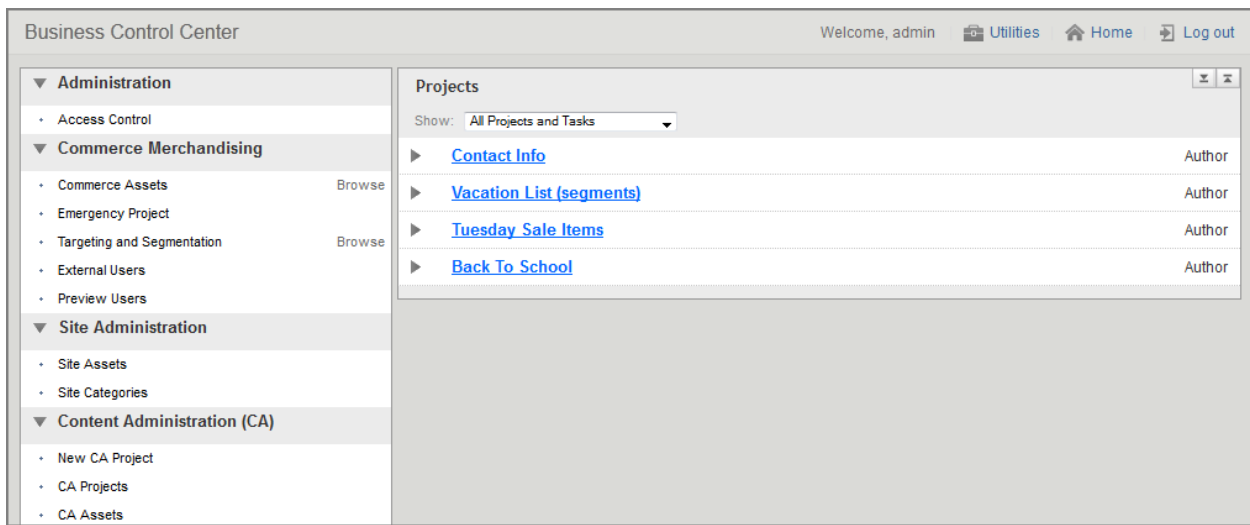 Business Control Center
Welcome, admin Utilities Home Log out
Administration
Access Control
Commerce Merchandising
Commerce Assets Browse
Emergency Project
Targeting and Segmentation Browse
External Users
Preview Users
Site Administration
Site Assets
Site Categories
Content Administration (CA)
New CA Project
CA Projects
CA Assets
Projects
Show: All Projects and Tasks
Contact Info Author
Vacation List (segments) Author
Tuesday Sale Items Author
Back To School Author